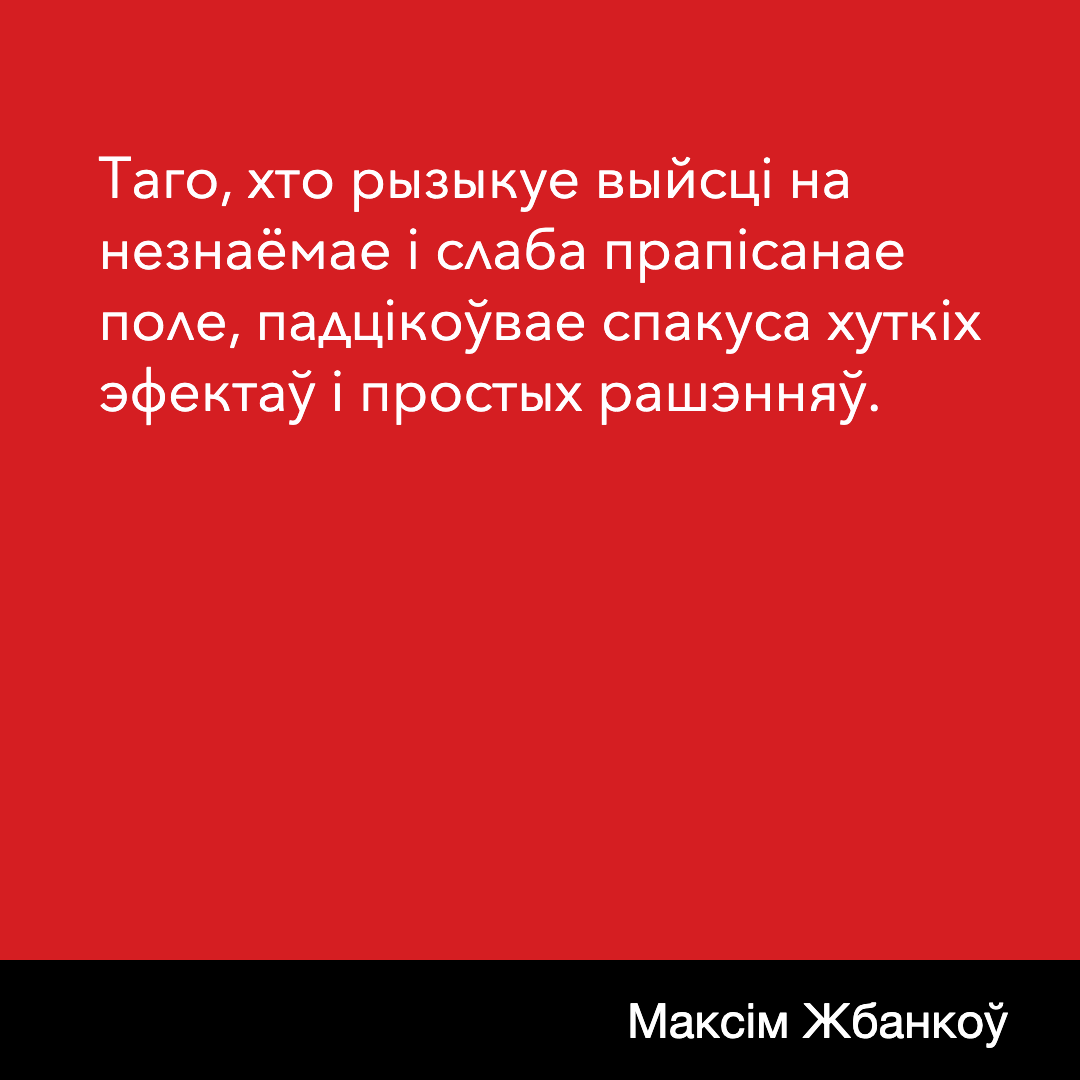 Таго, хто рызыкуе выйсці на
незнаёмае і слаба прапісанае
поле, падцікоўвае спакуса хуткіх
эфектаў і простых рашэнняў.
Максім Жбанкоў